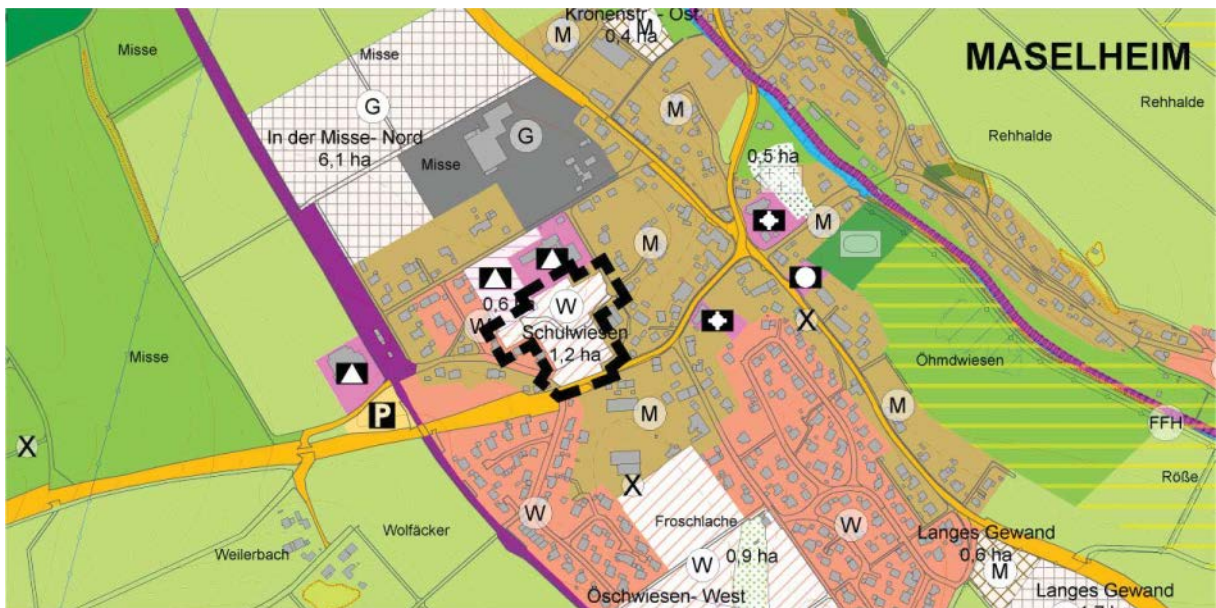 Kronenstr.- Ost
M
M
0,4 ha
MASELHEIM
Misse
Misse
Misse
G
In der Misse- Nord
6,1 ha
G
Misse
M
Rehhalde
Rehhalde
0,5 ha
M
M
0,6
W
W
Schulwiesen
1,2 ha
X
Misse
Öhmdwiesen
P
M
M
FFH
X
X
Röße
Wolfäcker
W
Froschlache
W
Weilerbach
W
0,9 ha
Langes Gewand
0,6 ha
M
Öschwiesen- West
Langes Gewand